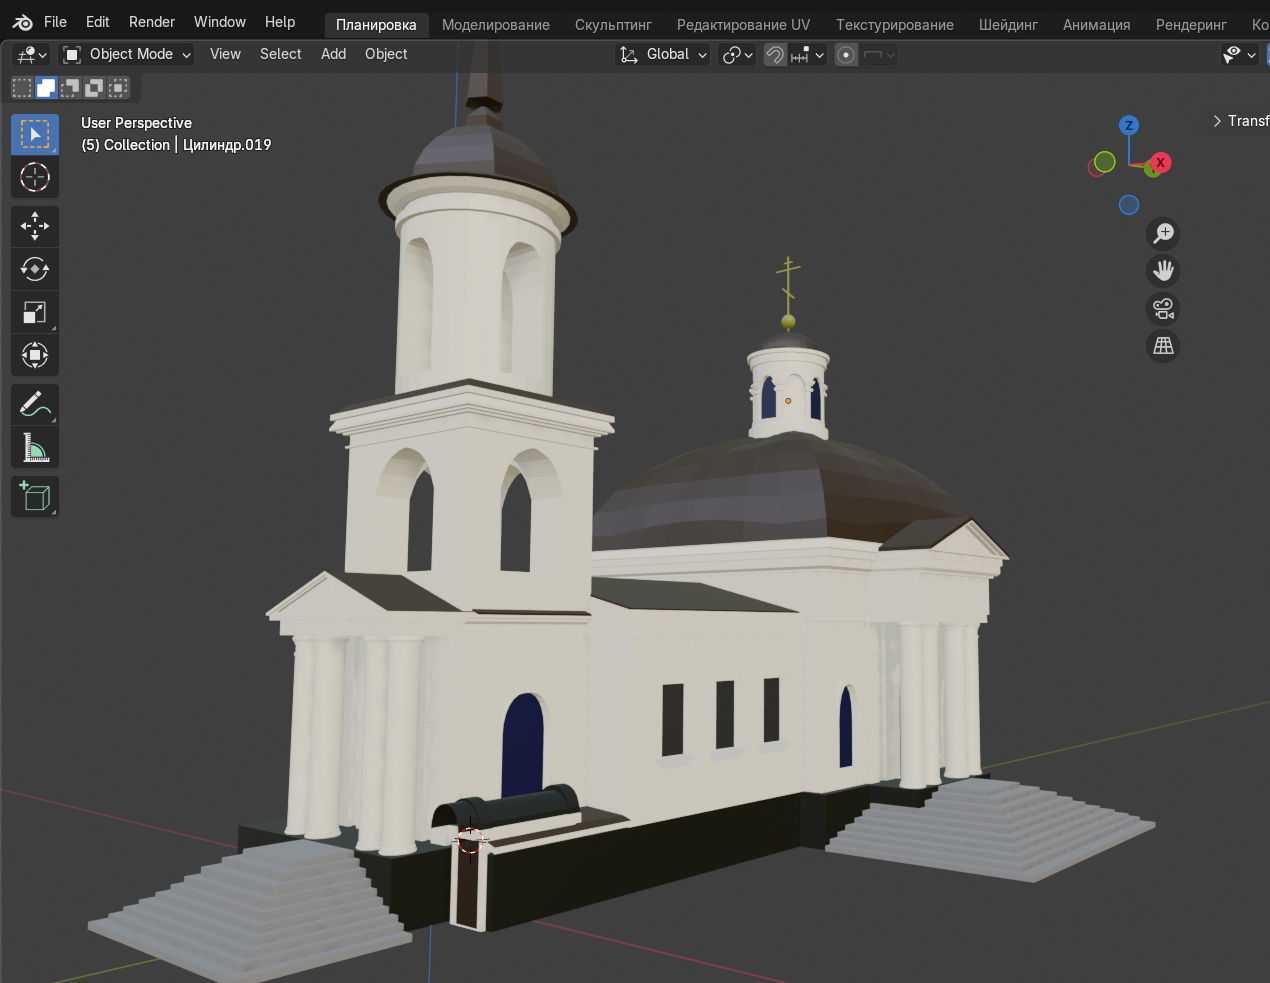 File Edit Render Window Help Планировка Моделирование Скульптинг Редактирование UV Текстурирование Шейдинг Анимация Рендеринг Ко
Object Mode View Select Add Object Global
User Perspective
(5) Collection | Цилиндр.019
Transf
Z
X